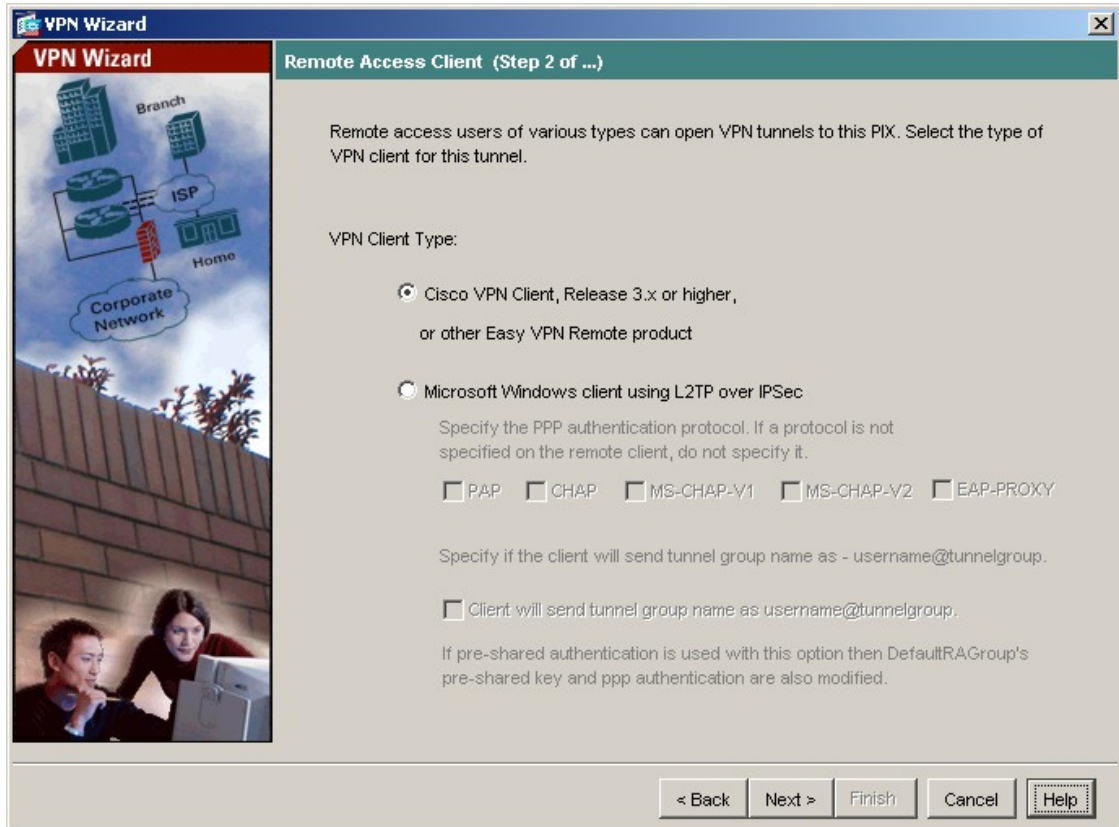 VPN Wizard
VPN Wizard
Branch
ISP
Home
Corporate
Network
Remote Access Client (Step 2 of ...)
Remote access users of various types can open VPN tunnels to this PIX. Select the type of
VPN client for this tunnel.
VPN Client Type:
Cisco VPN Client, Release 3.x or higher,
or other Easy VPN Remote product
Microsoft Windows client using L2TP over IPSec
Specify the PPP authentication protocol. If a protocol is not
specified on the remote client, do not specify it.
PAP CHAP MS-CHAP-V1 MS-CHAP-V2 EAP-PROXY
Specify if the client will send tunnel group name as - username@tunnelgroup.
Client will send tunnel group name as username@tunnelgroup.
If pre-shared authentication is used with this option then DefaultRAGroup's
pre-shared key and ppp authentication are also modified.
< Back Next > Finish Cancel Help